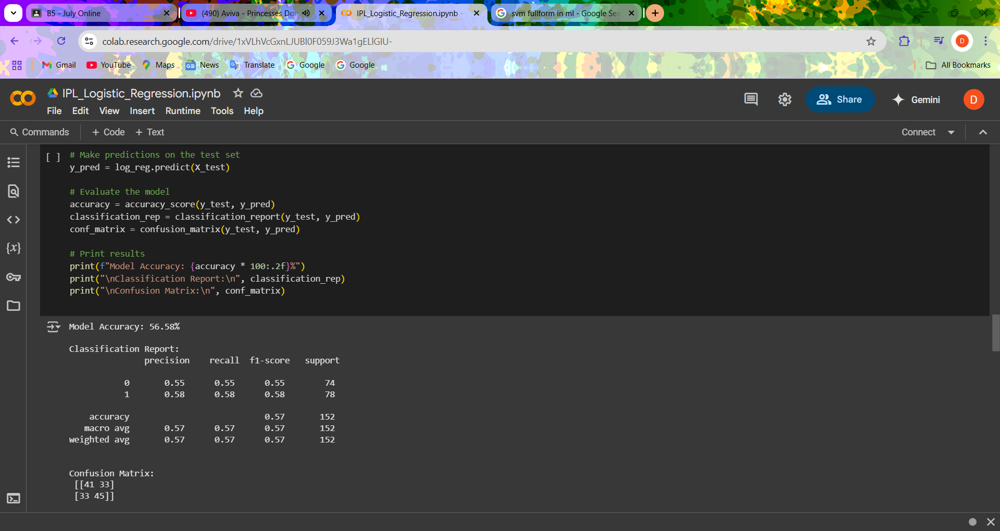 B5 - July Online
(490) Aviva - Princesses Do
IPL_Logistic_Regression.ipynb -
svm fullform in ml - Google Sea
colab.research.google.com/drive/1xVLhVcGxnLJUBl0F059J3Wa1gELlGIU-
D
Gmail YouTube Maps News Translate Google Google All Bookmarks
IPL_Logistic_Regression.ipynb
File Edit View Insert Runtime Tools Help
Share Gemini D
Commands + Code + Text Connect
[ ] # Make predictions on the test set
y_pred = log_reg.predict(X_test)
# Evaluate the model
accuracy = accuracy_score(y_test, y_pred)
classification_rep = classification_report(y_test, y_pred)
conf_matrix = confusion_matrix(y_test, y_pred)
# Print results
print(f"Model Accuracy: {accuracy * 100:.2f}%")
print("\nClassification Report:\n", classification_rep)
print("\nConfusion Matrix:\n", conf_matrix)
Model Accuracy: 56.58%
Classification Report:
precision recall f1-score support
0 0.55 0.55 0.55 74
1 0.58 0.58 0.58 78
accuracy 0.57 152
macro avg 0.57 0.57 0.57 152
weighted avg 0.57 0.57 0.57 152
Confusion Matrix:
[[41 33]
[33 45]]